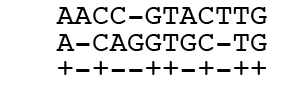 AACC-GTACTTG
A-CAGGTGC-TG
+-+--++-+-++